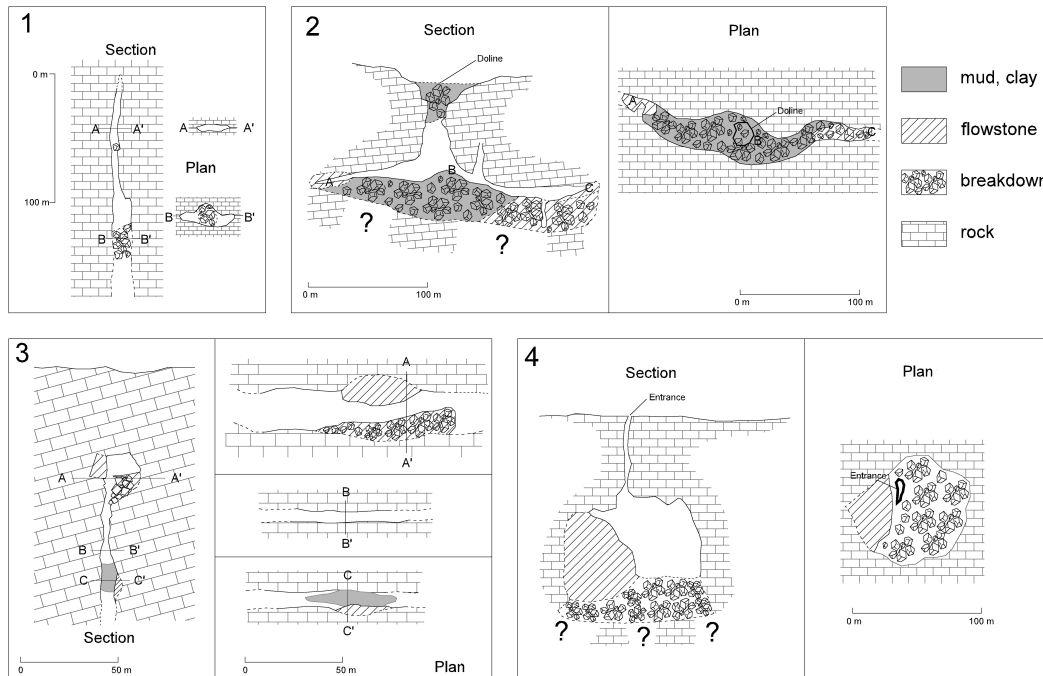 1
Section
0 m
A A'
A A'
Plan
100 m
B B'
B B'
2
Section
Doline
A
B
C
?
?
0 m 100 m
Plan
A
Doline
B
C
0 m 100 m
mud, clay
flowstone
breakdown
rock
3
A A'
B B'
C C'
Section
0 50 m
A
A'
B
B'
C
C'
0 50 m
Plan
4
Section
Entrance
? ? ?
Plan
Entrance
0 m 100 m